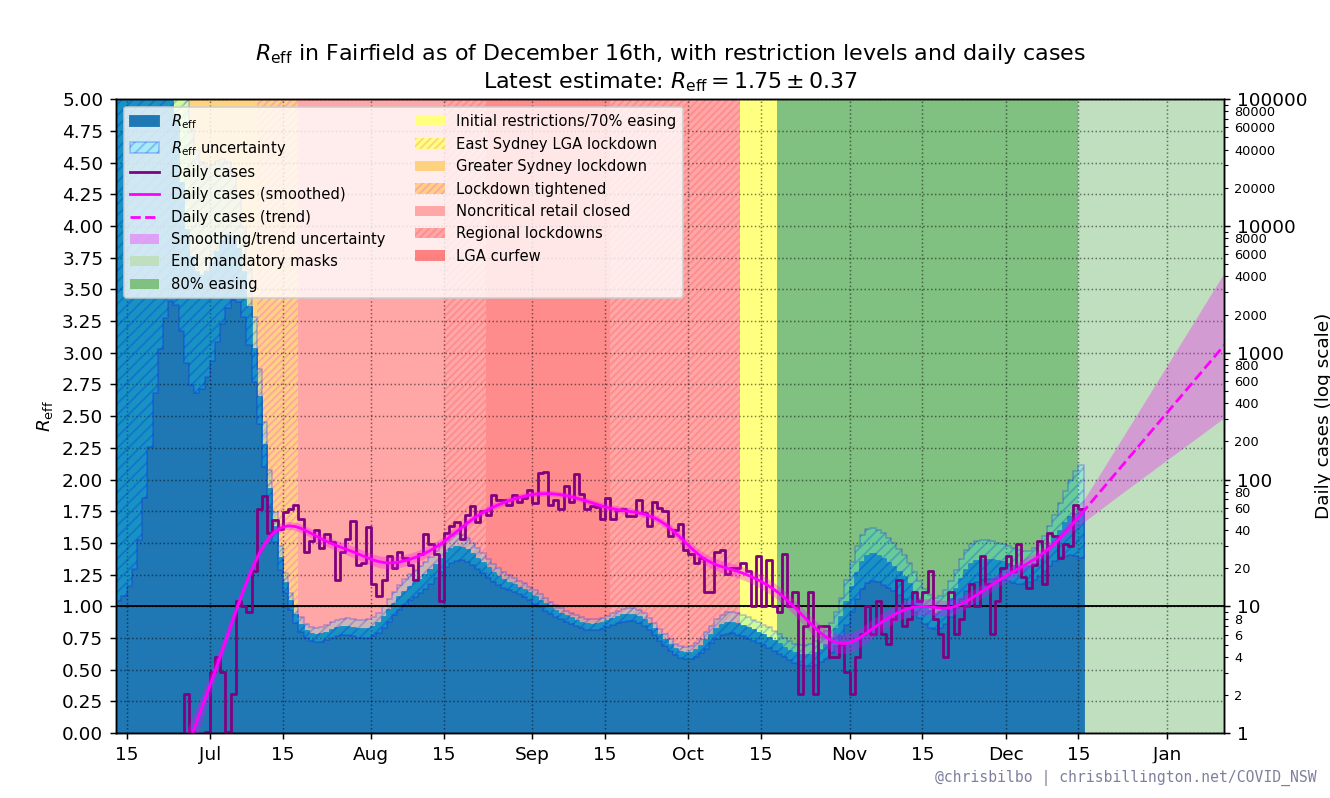 Reff in Fairfield as of December 16th, with restriction levels and daily cases
Latest estimate: Reff = 1.75 ± 0.37
Reff
Reff uncertainty
Daily cases
Daily cases (smoothed)
Daily cases (trend)
Smoothing/trend uncertainty
End mandatory masks
80% easing
Initial restrictions/70% easing
East Sydney LGA lockdown
Greater Sydney lockdown
Lockdown tightened
Noncritical retail closed
Regional lockdowns
LGA curfew
Reff
5.00
4.75
4.50
4.25
4.00
3.75
3.50
3.25
3.00
2.75
2.50
2.25
2.00
1.75
1.50
1.25
1.00
0.75
0.50
0.25
0.00
100000
80000
60000
40000
20000
10000
8000
6000
4000
2000
1000
800
600
400
200
100
80
60
40
20
10
8
6
4
2
1
Daily cases (log scale)
15 Jul 15 Aug 15 Sep 15 Oct 15 Nov 15 Dec 15 Jan
@chrisbilbo | chrisbillington.net/COVID_NSW